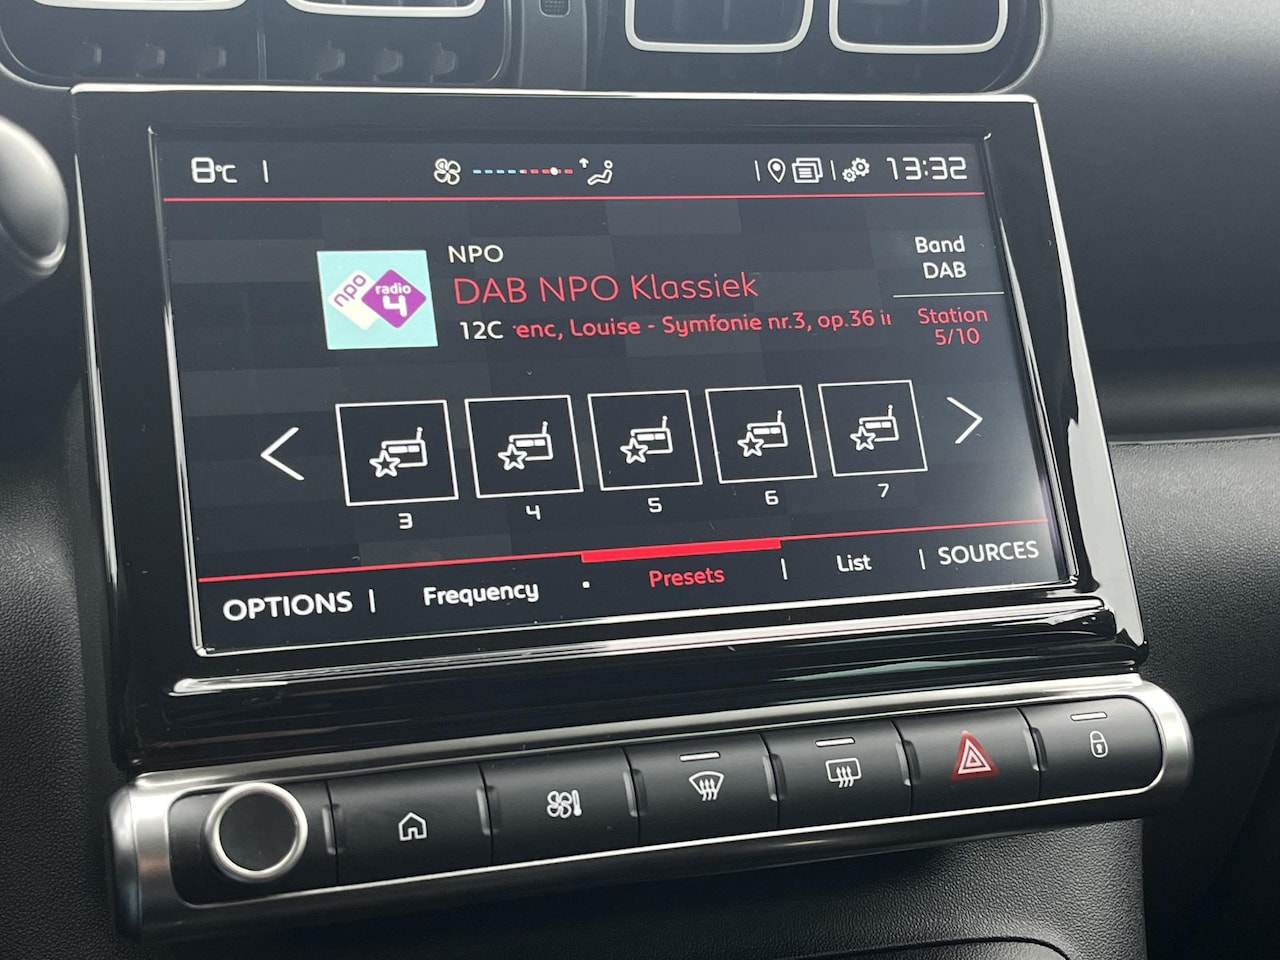 8°C
13:32
NPO
Band
DAB
npo
radio
4
DAB NPO Klassiek
12C enc, Louise - Symfonie nr.3, op.36 i
Station
5/10
3
4
5
6
7
OPTIONS
Frequency
Presets
List
SOURCES